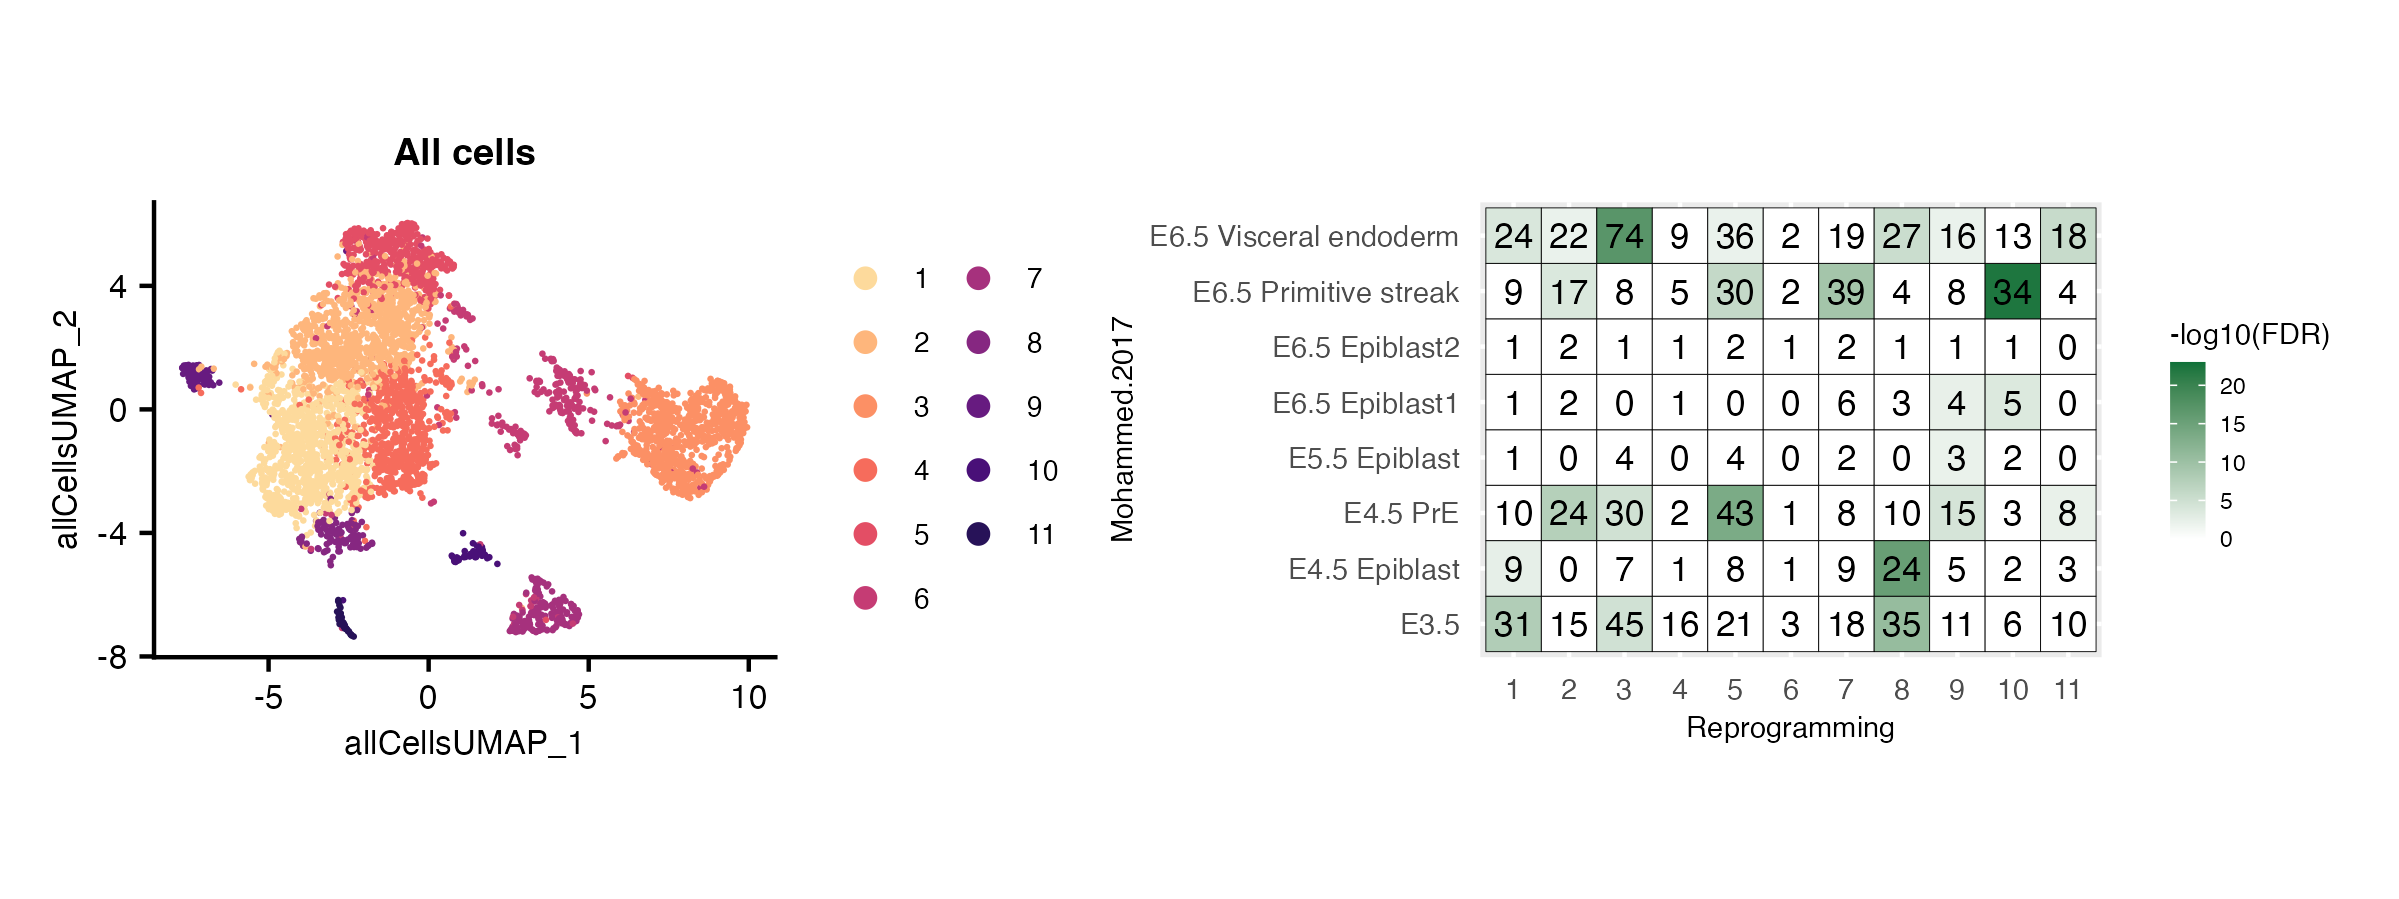 All cells
allCellsUMAP_2
4
0
-4
-8
-5 0 5 10
allCellsUMAP_1
1 7
2 8
3 9
4 10
5 11
6
Mohammed.2017
E6.5 Visceral endoderm 24 22 74 9 36 2 19 27 16 13 18
E6.5 Primitive streak 9 17 8 5 30 2 39 4 8 34 4
E6.5 Epiblast2 1 2 1 1 2 1 2 1 1 1 0
E6.5 Epiblast1 1 2 0 1 0 0 6 3 4 5 0
E5.5 Epiblast 1 0 4 0 4 0 2 0 3 2 0
E4.5 PrE 10 24 30 2 43 1 8 10 15 3 8
E4.5 Epiblast 9 0 7 1 8 1 9 24 5 2 3
E3.5 31 15 45 16 21 3 18 35 11 6 10
1 2 3 4 5 6 7 8 9 10 11
Reprogramming
-log10(FDR)
20
15
10
5
0